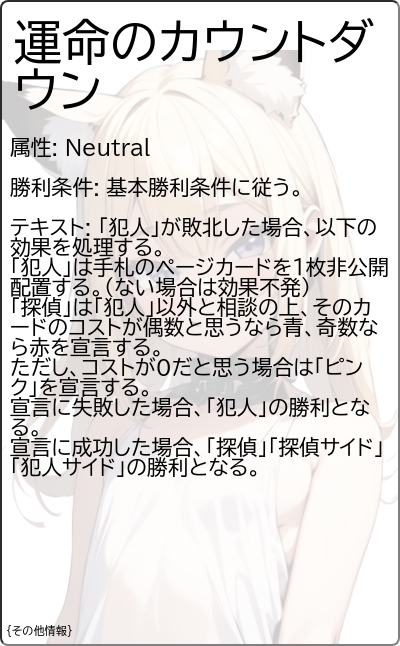 運命のカウントダ
ウン
属性: Neutral
勝利条件: 基本勝利条件に従う。
テキスト: 「犯人」が敗北した場合、以下の
効果を処理する。
「犯人」は手札のページカードを1枚非公開
配置する。(ない場合は効果不発)
「探偵」は「犯人」以外と相談の上、そのカ
ードのコストが偶数と思うなら青、奇数な
ら赤を宣言する。
ただし、コストが0だと思う場合は「ピン
ク」を宣言する。
宣言に失敗した場合、「犯人」の勝利とな
る。
宣言に成功した場合、「探偵」「探偵サイド」
「犯人サイド」の勝利となる。
{その他情報}